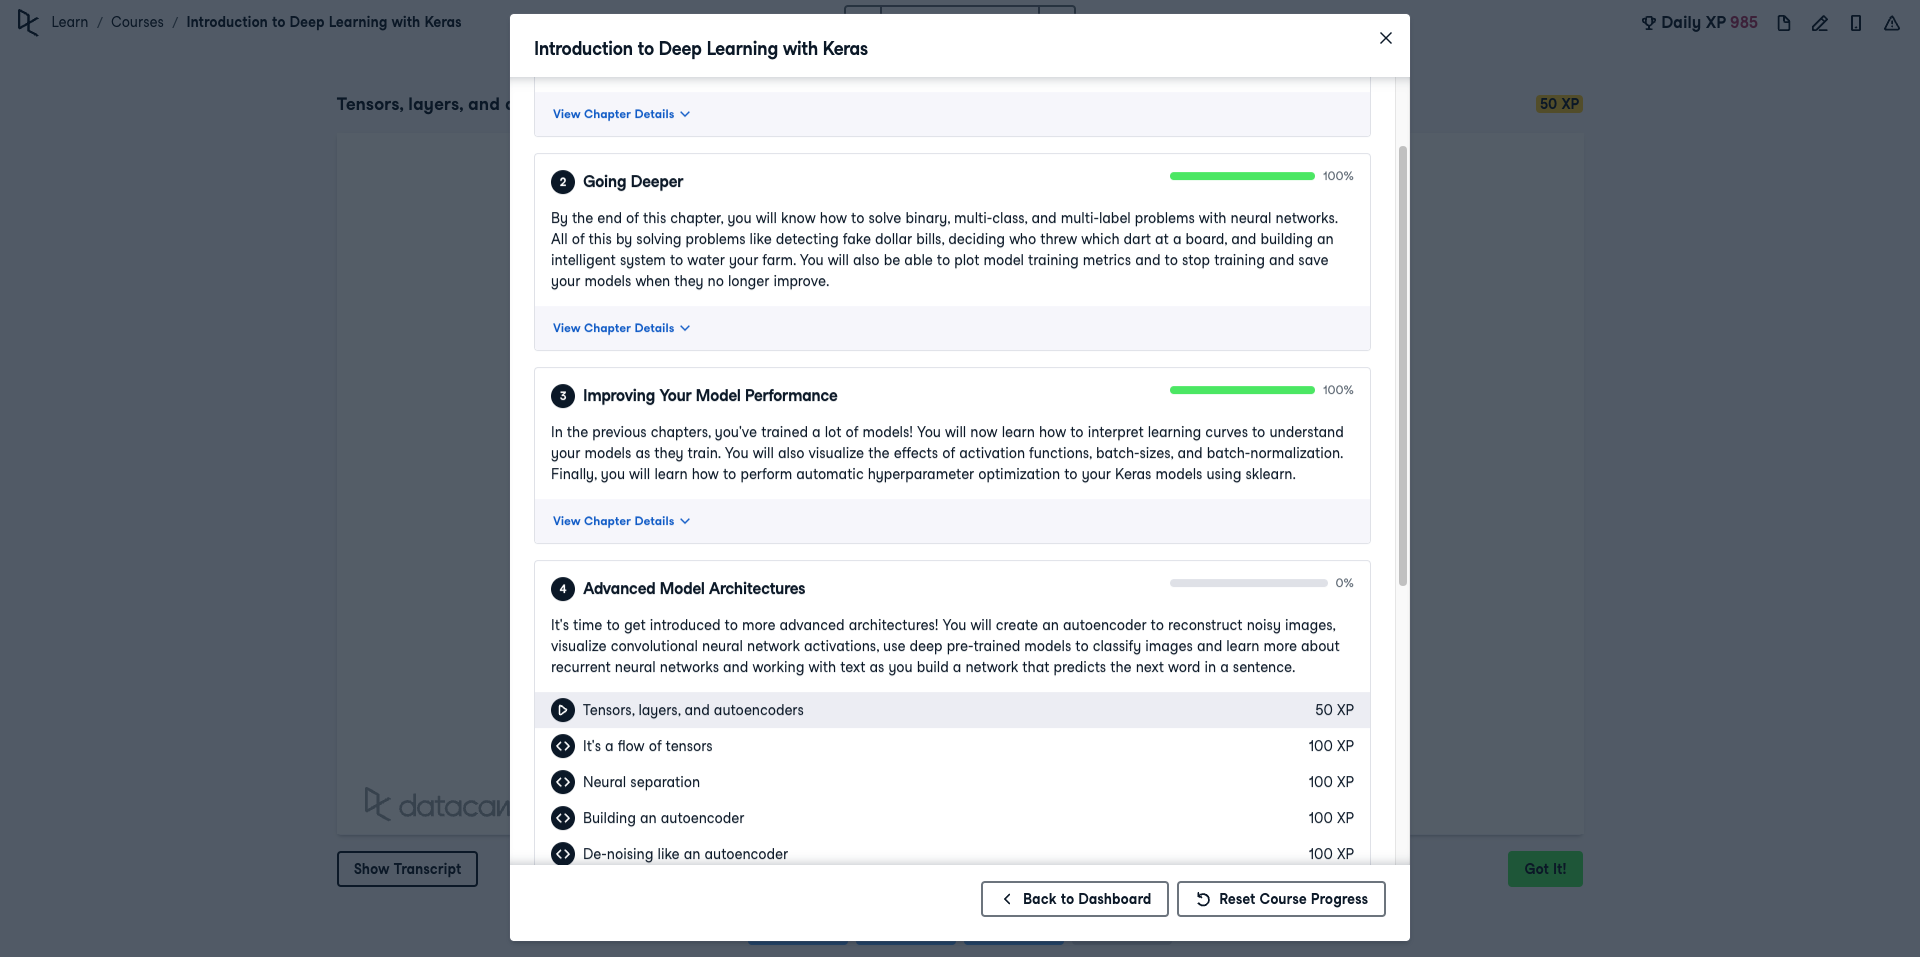 Learn / Courses / Introduction to Deep Learning with Keras
Daily XP 985
Tensors, layers, and
50 XP
datacam
Show Transcript
Got It!
Introduction to Deep Learning with Keras
View Chapter Details
2 Going Deeper
100%
By the end of this chapter, you will know how to solve binary, multi-class, and multi-label problems with neural networks.
All of this by solving problems like detecting fake dollar bills, deciding who threw which dart at a board, and building an
intelligent system to water your farm. You will also be able to plot model training metrics and to stop training and save
your models when they no longer improve.
View Chapter Details
3 Improving Your Model Performance
100%
In the previous chapters, you've trained a lot of models! You will now learn how to interpret learning curves to understand
your models as they train. You will also visualize the effects of activation functions, batch-sizes, and batch-normalization.
Finally, you will learn how to perform automatic hyperparameter optimization to your Keras models using sklearn.
View Chapter Details
4 Advanced Model Architectures
0%
It's time to get introduced to more advanced architectures! You will create an autoencoder to reconstruct noisy images,
visualize convolutional neural network activations, use deep pre-trained models to classify images and learn more about
recurrent neural networks and working with text as you build a network that predicts the next word in a sentence.
Tensors, layers, and autoencoders 50 XP
It's a flow of tensors 100 XP
Neural separation 100 XP
Building an autoencoder 100 XP
De-noising like an autoencoder 100 XP
Back to Dashboard
Reset Course Progress